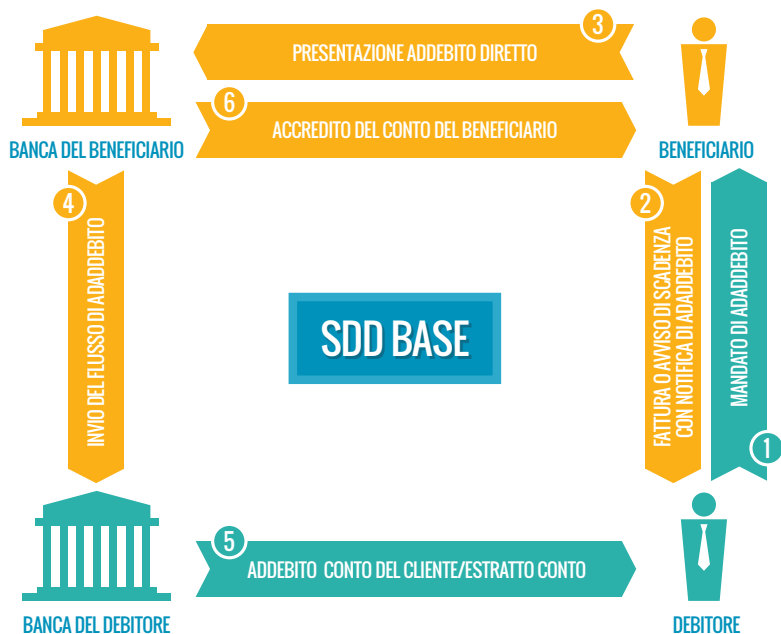 3
PRESENTAZIONE ADDEBITO DIRETTO
6
ACCREDITO DEL CONTO DEL BENEFICIARIO
BANCA DEL BENEFICIARIO
BENEFICIARIO
4
INVIO DEL FLUSSO DI ADADDEBITO
2
FATTURA O AVVISO DI SCADENZA
CON NOTIFICA DI ADADDEBITO
MANDATO DI ADADDEBITO
1
SDD BASE
5
ADDEBITO CONTO DEL CLIENTE/ESTRATTO CONTO
BANCA DEL DEBITORE
DEBITORE